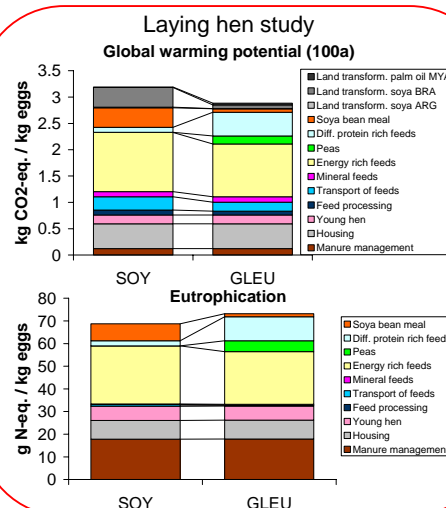 Laying hen study
Global warming potential (100a)
kg CO2-eq. / kg eggs
3.5
3
2.5
2
1.5
1
0.5
0
SOY GLEU
Land transform. palm oil MYA
Land transform. soya BRA
Land transform. soya ARG
Soya bean meal
Diff. protein rich feeds
Peas
Energy rich feeds
Mineral feeds
Transport of feeds
Feed processing
Young hen
Housing
Manure management
Eutrophication
g N-eq. / kg eggs
80
70
60
50
40
30
20
10
0
SOY GLEU
Soya bean meal
Diff. protein rich feed
Peas
Energy rich feeds
Mineral feeds
Transport of feeds
Feed processing
Young hen
Housing
Manure management